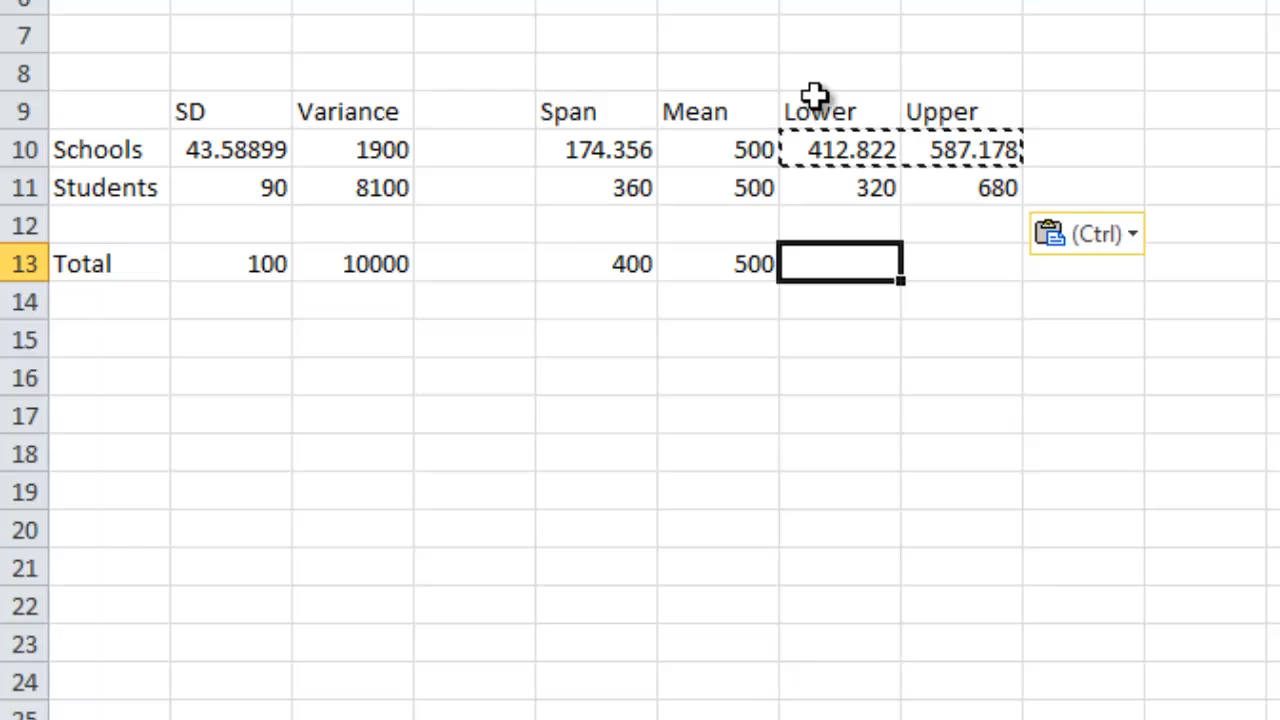 7
8
9 SD Variance Span Mean Lower Upper
10 Schools 43.58899 1900 174.356 500 412.822 587.178
11 Students 90 8100 360 500 320 680
12 (Ctrl)
13 Total 100 10000 400 500
14
15
16
17
18
19
20
21
22
23
24
25